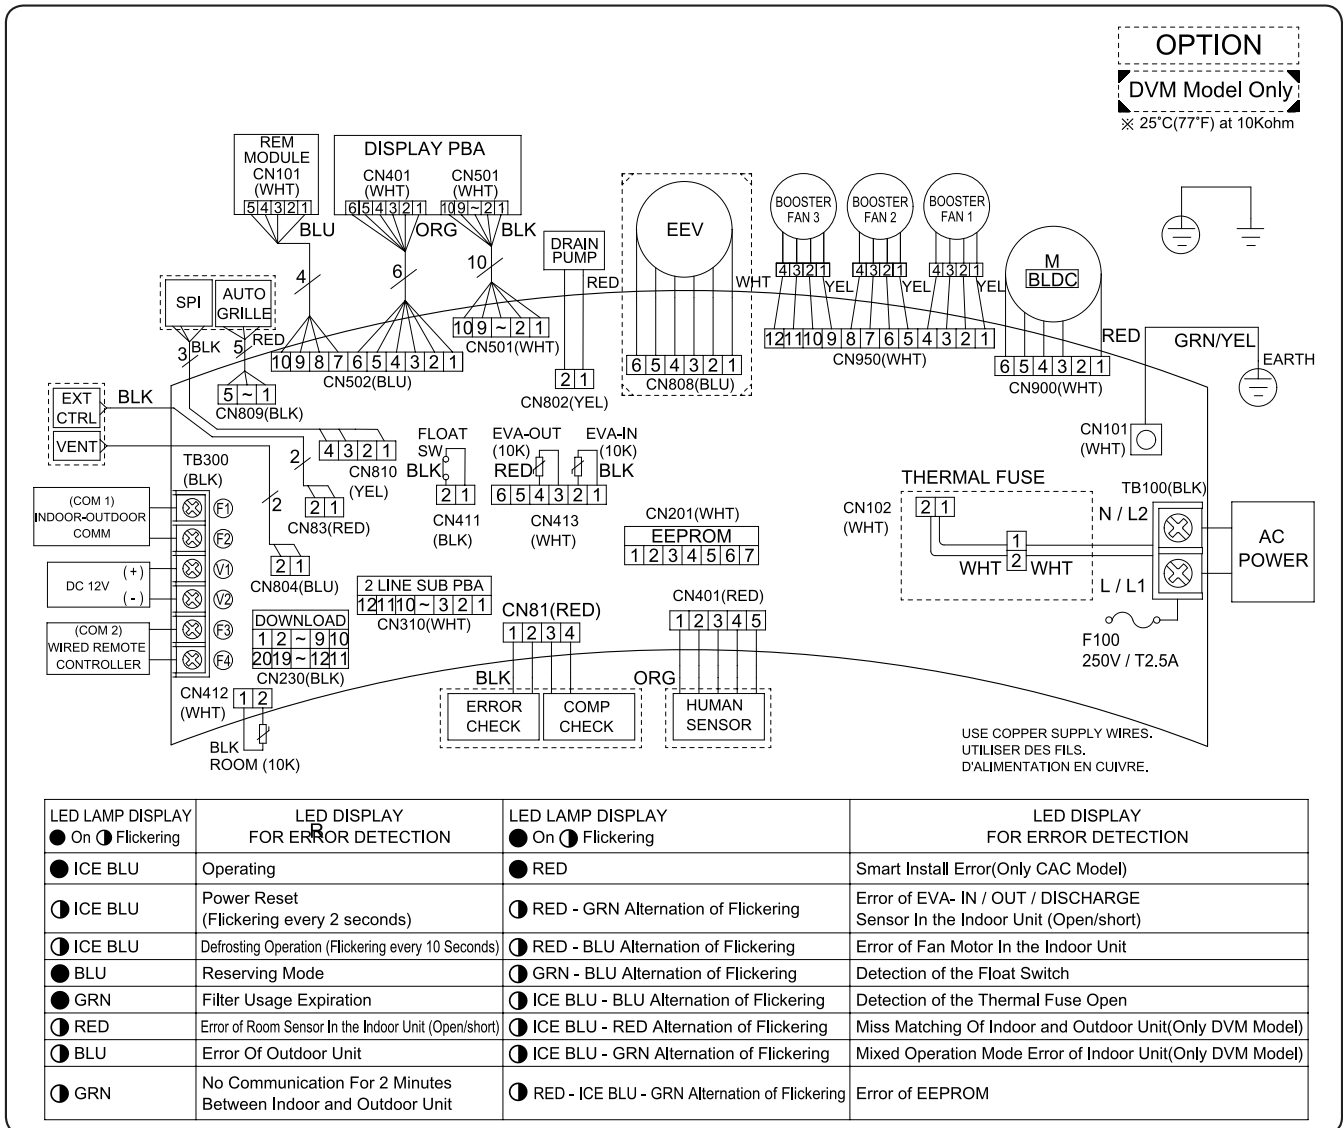 OPTION
DVM Model Only
※ 25˚C(77˚F) at 10Kohm
REM
MODULE
CN101
(WHT)
5 4 3 2 1
BLU
4
DISPLAY PBA
CN401
(WHT)
6 5 4 3 2 1
ORG
6
CN501
(WHT)
10 9 ~ 2 1
BLK
10
10 9 8 7 6 5 4 3 2 1
CN502(BLU)
10 9 ~ 2 1
CN501(WHT)
DRAIN
PUMP
RED
2 1
CN802(YEL)
EEV
WHT
6 5 4 3 2 1
CN808(BLU)
BOOSTER
FAN 3
4 3 2 1
YEL
BOOSTER
FAN 2
4 3 2 1
YEL
BOOSTER
FAN 1
4 3 2 1
YEL
12 11 10 9 8 7 6 5 4 3 2 1
CN950(WHT)
M
BLDC
RED
6 5 4 3 2 1
CN900(WHT)
GRN/YEL
EARTH
CN101
(WHT)
SPI
BLK
3
AUTO
GRILLE
RED
5
5 ~ 1
CN809(BLK)
EXT
CTRL
BLK
VENT
4 3 2 1
CN810
(YEL)
2
2 1
CN83(RED)
2
2 1
CN804(BLU)
FLOAT
SW
BLK
2 1
CN411
(BLK)
EVA-OUT
(10K)
RED
EVA-IN
(10K)
BLK
6 5 4 3 2 1
CN413
(WHT)
CN201(WHT)
EEPROM
1 2 3 4 5 6 7
THERMAL FUSE
CN102
(WHT)
2 1
1
2
WHT
WHT
TB100(BLK)
N / L2
L / L1
AC
POWER
F100
250V / T2.5A
TB300
(BLK)
(COM 1)
INDOOR-OUTDOOR
COMM
F1
F2
DC 12V
(+)
(-)
V1
V2
(COM 2)
WIRED REMOTE
CONTROLLER
F3
F4
2 LINE SUB PBA
12 11 10 ~ 3 2 1
CN310(WHT)
DOWNLOAD
1 2 ~ 9 10
20 19 ~ 12 11
CN230(BLK)
CN412
(WHT)
1 2
BLK
ROOM (10K)
CN81(RED)
1 2 3 4
BLK
ERROR
CHECK
COMP
CHECK
CN401(RED)
1 2 3 4 5
ORG
HUMAN
SENSOR
USE COPPER SUPPLY WIRES.
UTILISER DES FILS.
D'ALIMENTATION EN CUIVRE.
LED LAMP DISPLAY
● On ◑ Flickering
LED DISPLAY
R
FOR ERROR DETECTION
LED LAMP DISPLAY
● On ◑ Flickering
LED DISPLAY
FOR ERROR DETECTION
● ICE BLU
Operating
● RED
Smart Install Error(Only CAC Model)
◑ ICE BLU
Power Reset
(Flickering every 2 seconds)
◑ RED - GRN Alternation of Flickering
Error of EVA- IN / OUT / DISCHARGE
Sensor In the Indoor Unit (Open/short)
◑ ICE BLU
Defrosting Operation (Flickering every 10 Seconds)
◑ RED - BLU Alternation of Flickering
Error of Fan Motor In the Indoor Unit
● BLU
Reserving Mode
◑ GRN - BLU Alternation of Flickering
Detection of the Float Switch
● GRN
Filter Usage Expiration
◑ ICE BLU - BLU Alternation of Flickering
Detection of the Thermal Fuse Open
◑ RED
Error of Room Sensor In the Indoor Unit (Open/short)
◑ ICE BLU - RED Alternation of Flickering
Miss Matching Of Indoor and Outdoor Unit(Only DVM Model)
◑ BLU
Error Of Outdoor Unit
◑ ICE BLU - GRN Alternation of Flickering
Mixed Operation Mode Error of Indoor Unit(Only DVM Model)
◑ GRN
No Communication For 2 Minutes
Between Indoor and Outdoor Unit
◑ RED - ICE BLU - GRN Alternation of Flickering
Error of EEPROM